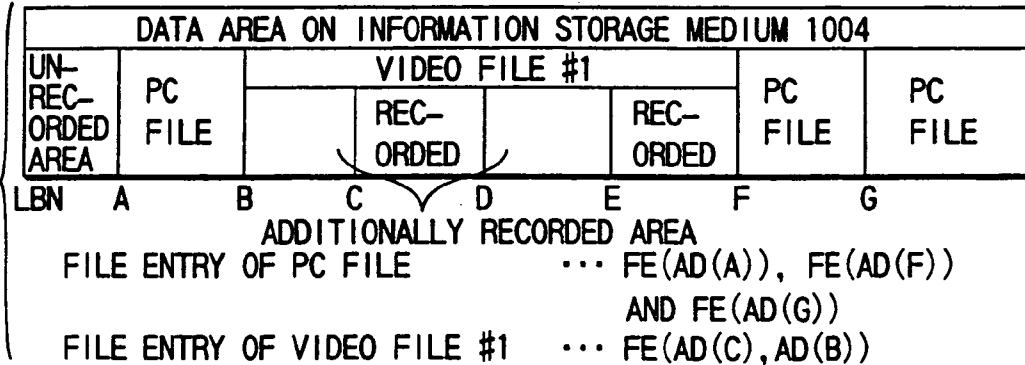 DATA AREA ON INFORMATION STORAGE MEDIUM 1004
UN-
REC-
ORDED
AREA
PC
FILE
VIDEO FILE #1
REC-
ORDED
REC-
ORDED
PC
FILE
PC
FILE
LBN A B C D E F G
ADDITIONALLY RECORDED AREA
FILE ENTRY OF PC FILE ··· FE(AD(A)), FE(AD(F))
AND FE(AD(G))
FILE ENTRY OF VIDEO FILE #1 ··· FE(AD(C),AD(B))